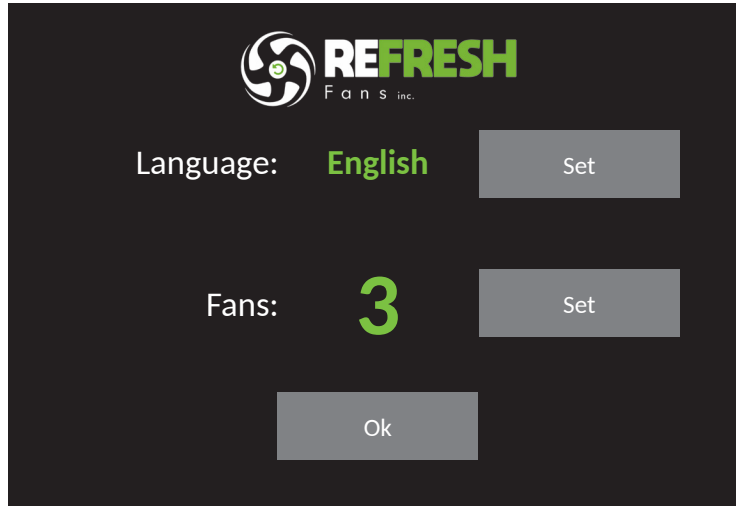 REFRESH
Fans inc.
Language: English Set
Fans: 3 Set
Ok